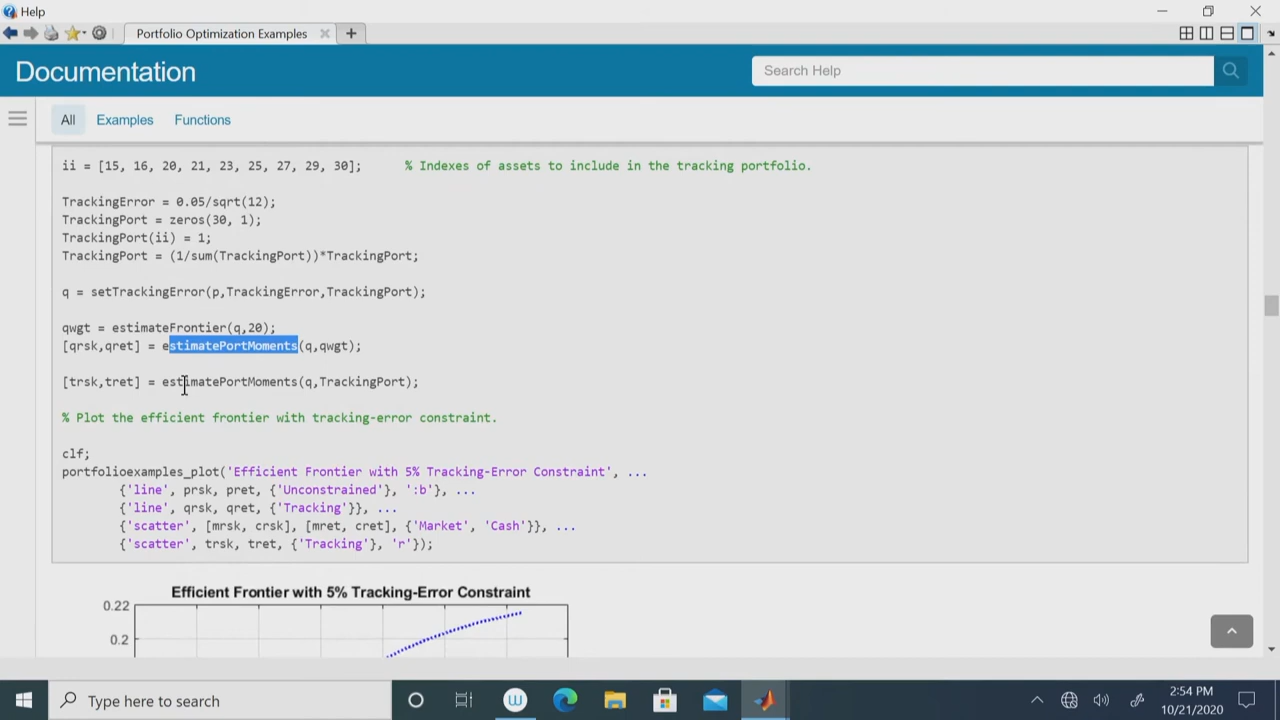 Help
Portfolio Optimization Examples
Documentation
Search Help
All Examples Functions
ii = [15, 16, 20, 21, 23, 25, 27, 29, 30]; % Indexes of assets to include in the tracking portfolio.
TrackingError = 0.05/sqrt(12);
TrackingPort = zeros(30, 1);
TrackingPort(ii) = 1;
TrackingPort = (1/sum(TrackingPort))*TrackingPort;
q = setTrackingError(p,TrackingError,TrackingPort);
qwgt = estimateFrontier(q,20);
[qrsk,qret] = estimatePortMoments(q,qwgt);
[trsk,tret] = estimatePortMoments(q,TrackingPort);
% Plot the efficient frontier with tracking-error constraint.
clf;
portfolioexamples_plot('Efficient Frontier with 5% Tracking-Error Constraint', ...
{'line', prsk, pret, {'Unconstrained'}, ':b'}, ...
{'line', qrsk, qret, {'Tracking'}}, ...
{'scatter', [mrsk, crsk], [mret, cret], {'Market', 'Cash'}}, ...
{'scatter', trsk, tret, {'Tracking'}, 'r'});
Efficient Frontier with 5% Tracking-Error Constraint
0.22
0.2
Type here to search
2:54 PM
10/21/2020